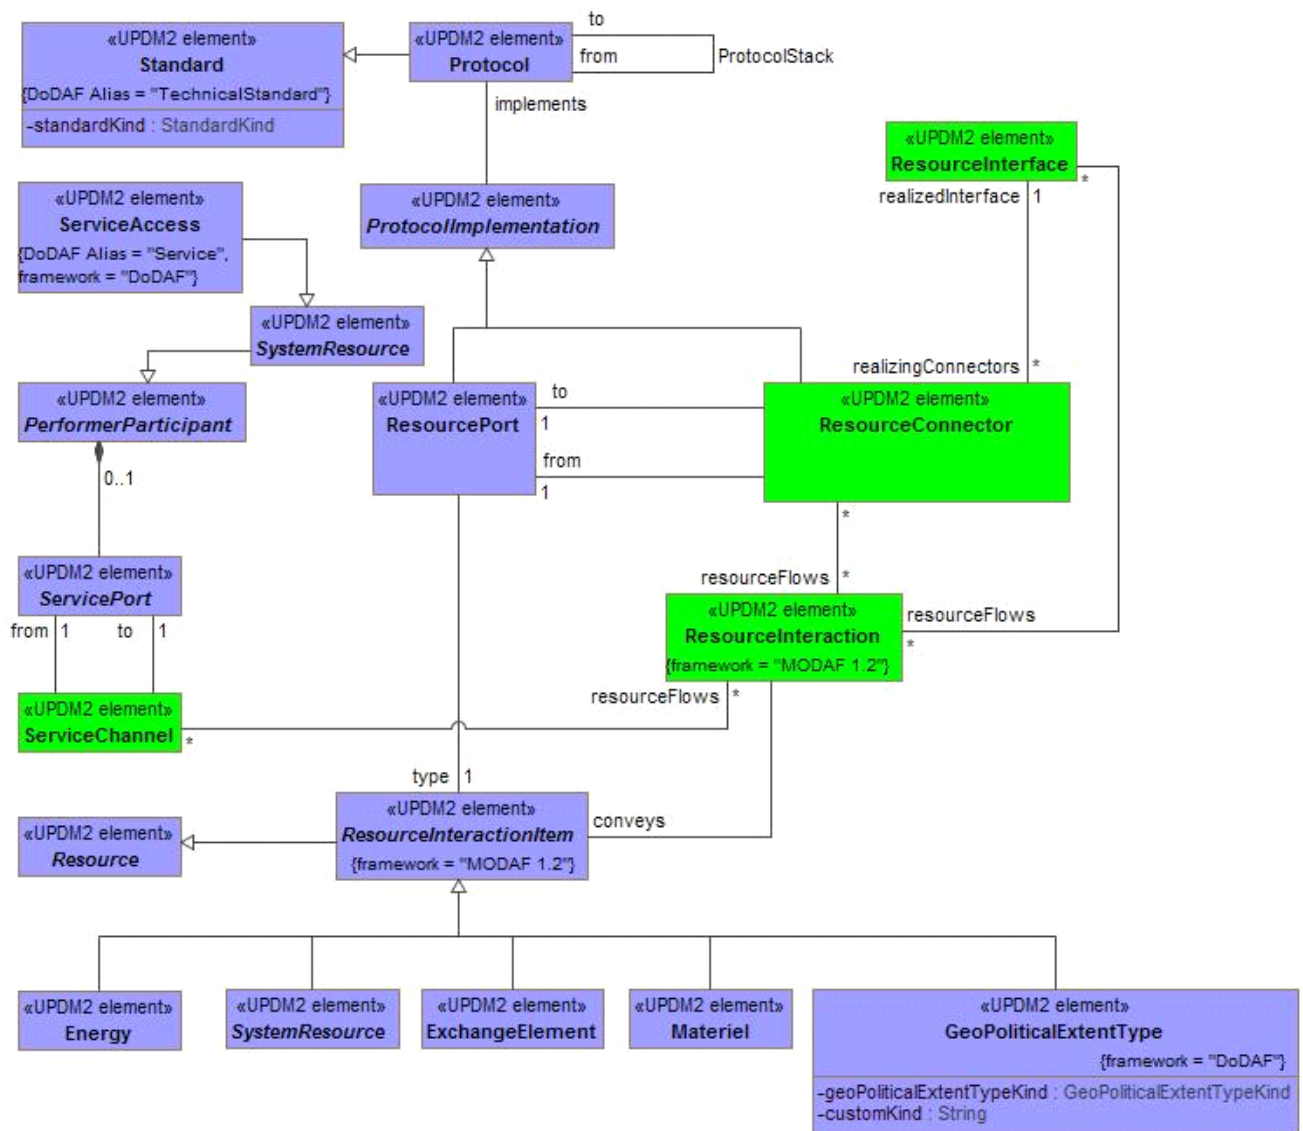 to
«UPDM2 element»
Standard
{DoDAF Alias = "TechnicalStandard"}
-standardKind : StandardKind
«UPDM2 element»
Protocol
from
ProtocolStack
implements
«UPDM2 element»
ResourceInterface
*
realizedInterface 1
«UPDM2 element»
ServiceAccess
{DoDAF Alias = "Service",
framework = "DoDAF"}
«UPDM2 element»
ProtocolImplementation
«UPDM2 element»
SystemResource
realizingConnectors *
«UPDM2 element»
PerformerParticipant
0..1
«UPDM2 element»
ResourcePort
to
1
from
1
«UPDM2 element»
ResourceConnector
*
resourceFlows *
«UPDM2 element»
ServicePort
from 1
to 1
«UPDM2 element»
ResourceInteraction
{framework = "MODAF 1.2"}
resourceFlows
*
resourceFlows *
«UPDM2 element»
ServiceChannel
*
type 1
«UPDM2 element»
ResourceInteractionItem
{framework = "MODAF 1.2"}
conveys
«UPDM2 element»
Resource
«UPDM2 element»
Energy
«UPDM2 element»
SystemResource
«UPDM2 element»
ExchangeElement
«UPDM2 element»
Materiel
«UPDM2 element»
GeoPoliticalExtentType
{framework = "DoDAF"}
-geoPoliticalExtentTypeKind : GeoPoliticalExtentTypeKind
-customKind : String